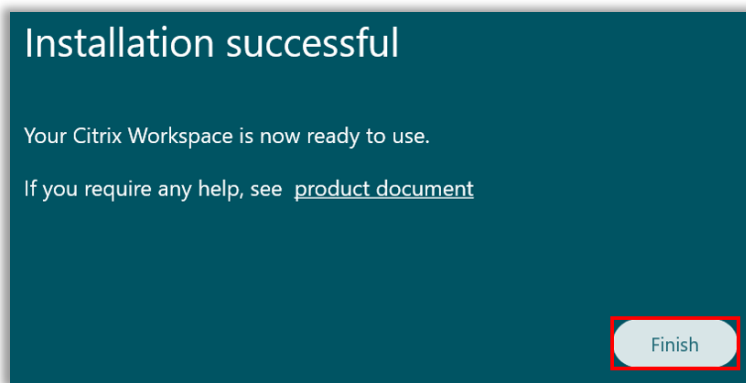 Installation successful
Your Citrix Workspace is now ready to use.
If you require any help, see product document
Finish